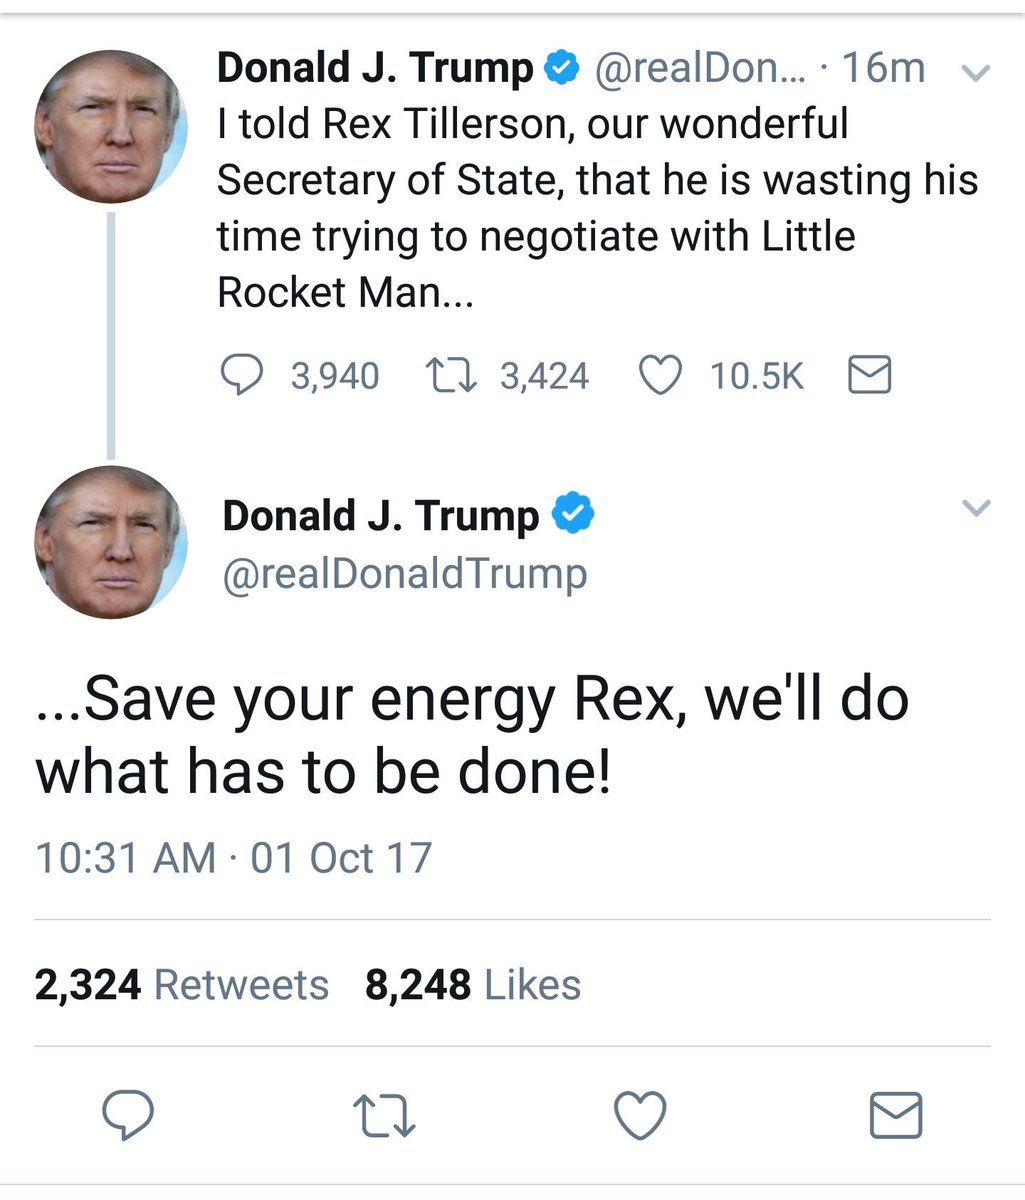 Donald J. Trump @realDon... · 16m
I told Rex Tillerson, our wonderful
Secretary of State, that he is wasting his
time trying to negotiate with Little
Rocket Man...
3,940 3,424 10.5K
Donald J. Trump
@realDonaldTrump
...Save your energy Rex, we'll do
what has to be done!
10:31 AM · 01 Oct 17
2,324 Retweets 8,248 Likes